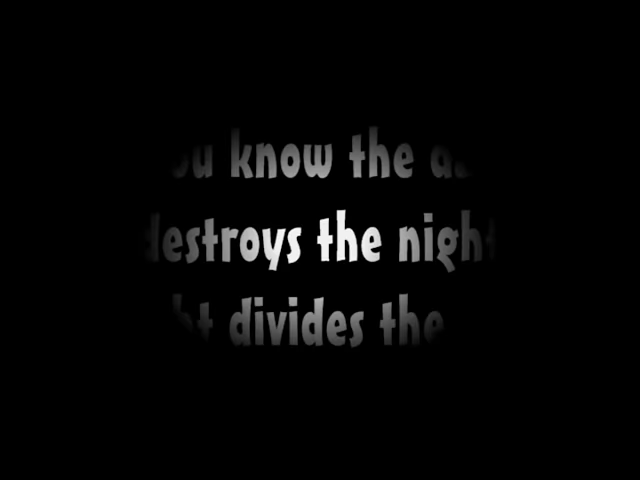 know the
destroys the night
divides the